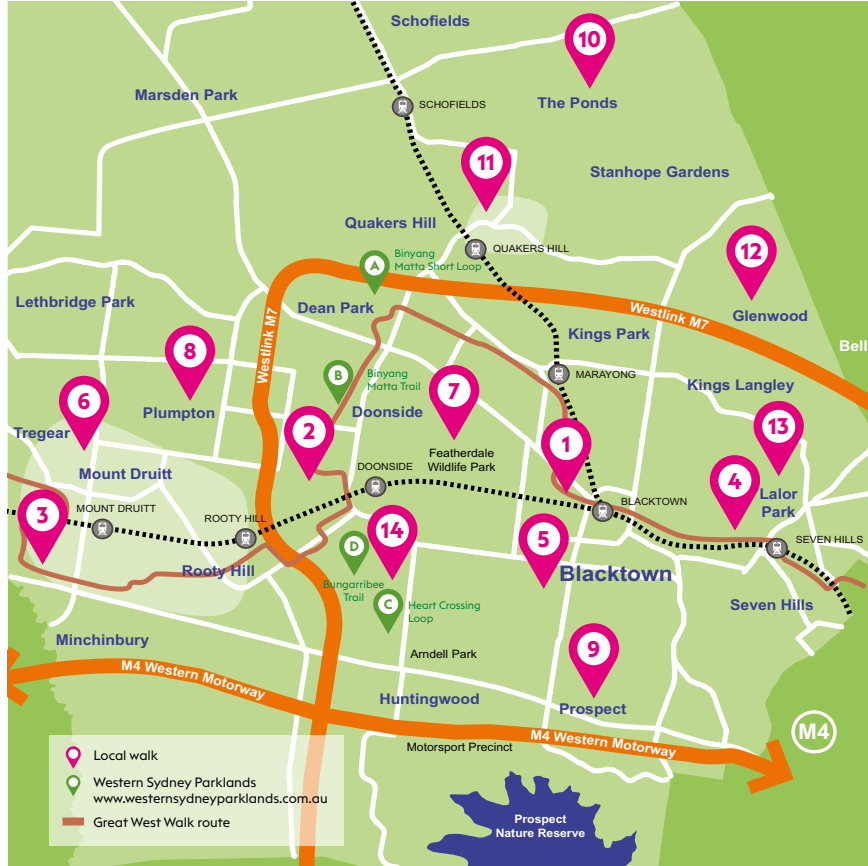 Schofields
10
Marsden Park
The Ponds
SCHOFIELDS
11
Stanhope Gardens
Quakers Hill
QUAKERS HILL
12
A
Binyang
Matta Short Loop
Lethbridge Park
Dean Park
Westlink M7
Glenwood
Westlink M7
Kings Park
Bell
8
B
Binyang
Matta Trail
MARAYONG
Kings Langley
6
Plumpton
7
Doonside
Tregear
2
13
1
Featherdale
Wildlife Park
Mount Druitt
DOONSIDE
4
Lalor
Park
3
MOUNT DRUITT
ROOTY HILL
BLACKTOWN
14
D
5
SEVEN HILLS
Rooty Hill
Blacktown
Bungarribee
Trail
C
Heart Crossing
Loop
Seven Hills
Minchinbury
Arndell Park
9
M4 Western Motorway
Huntingwood
Prospect
M4
M4 Western Motorway
Motorsport Precinct
Local walk
Western Sydney Parklands
www.westernsydneyparklands.com.au
Great West Walk route
Prospect
Nature Reserve